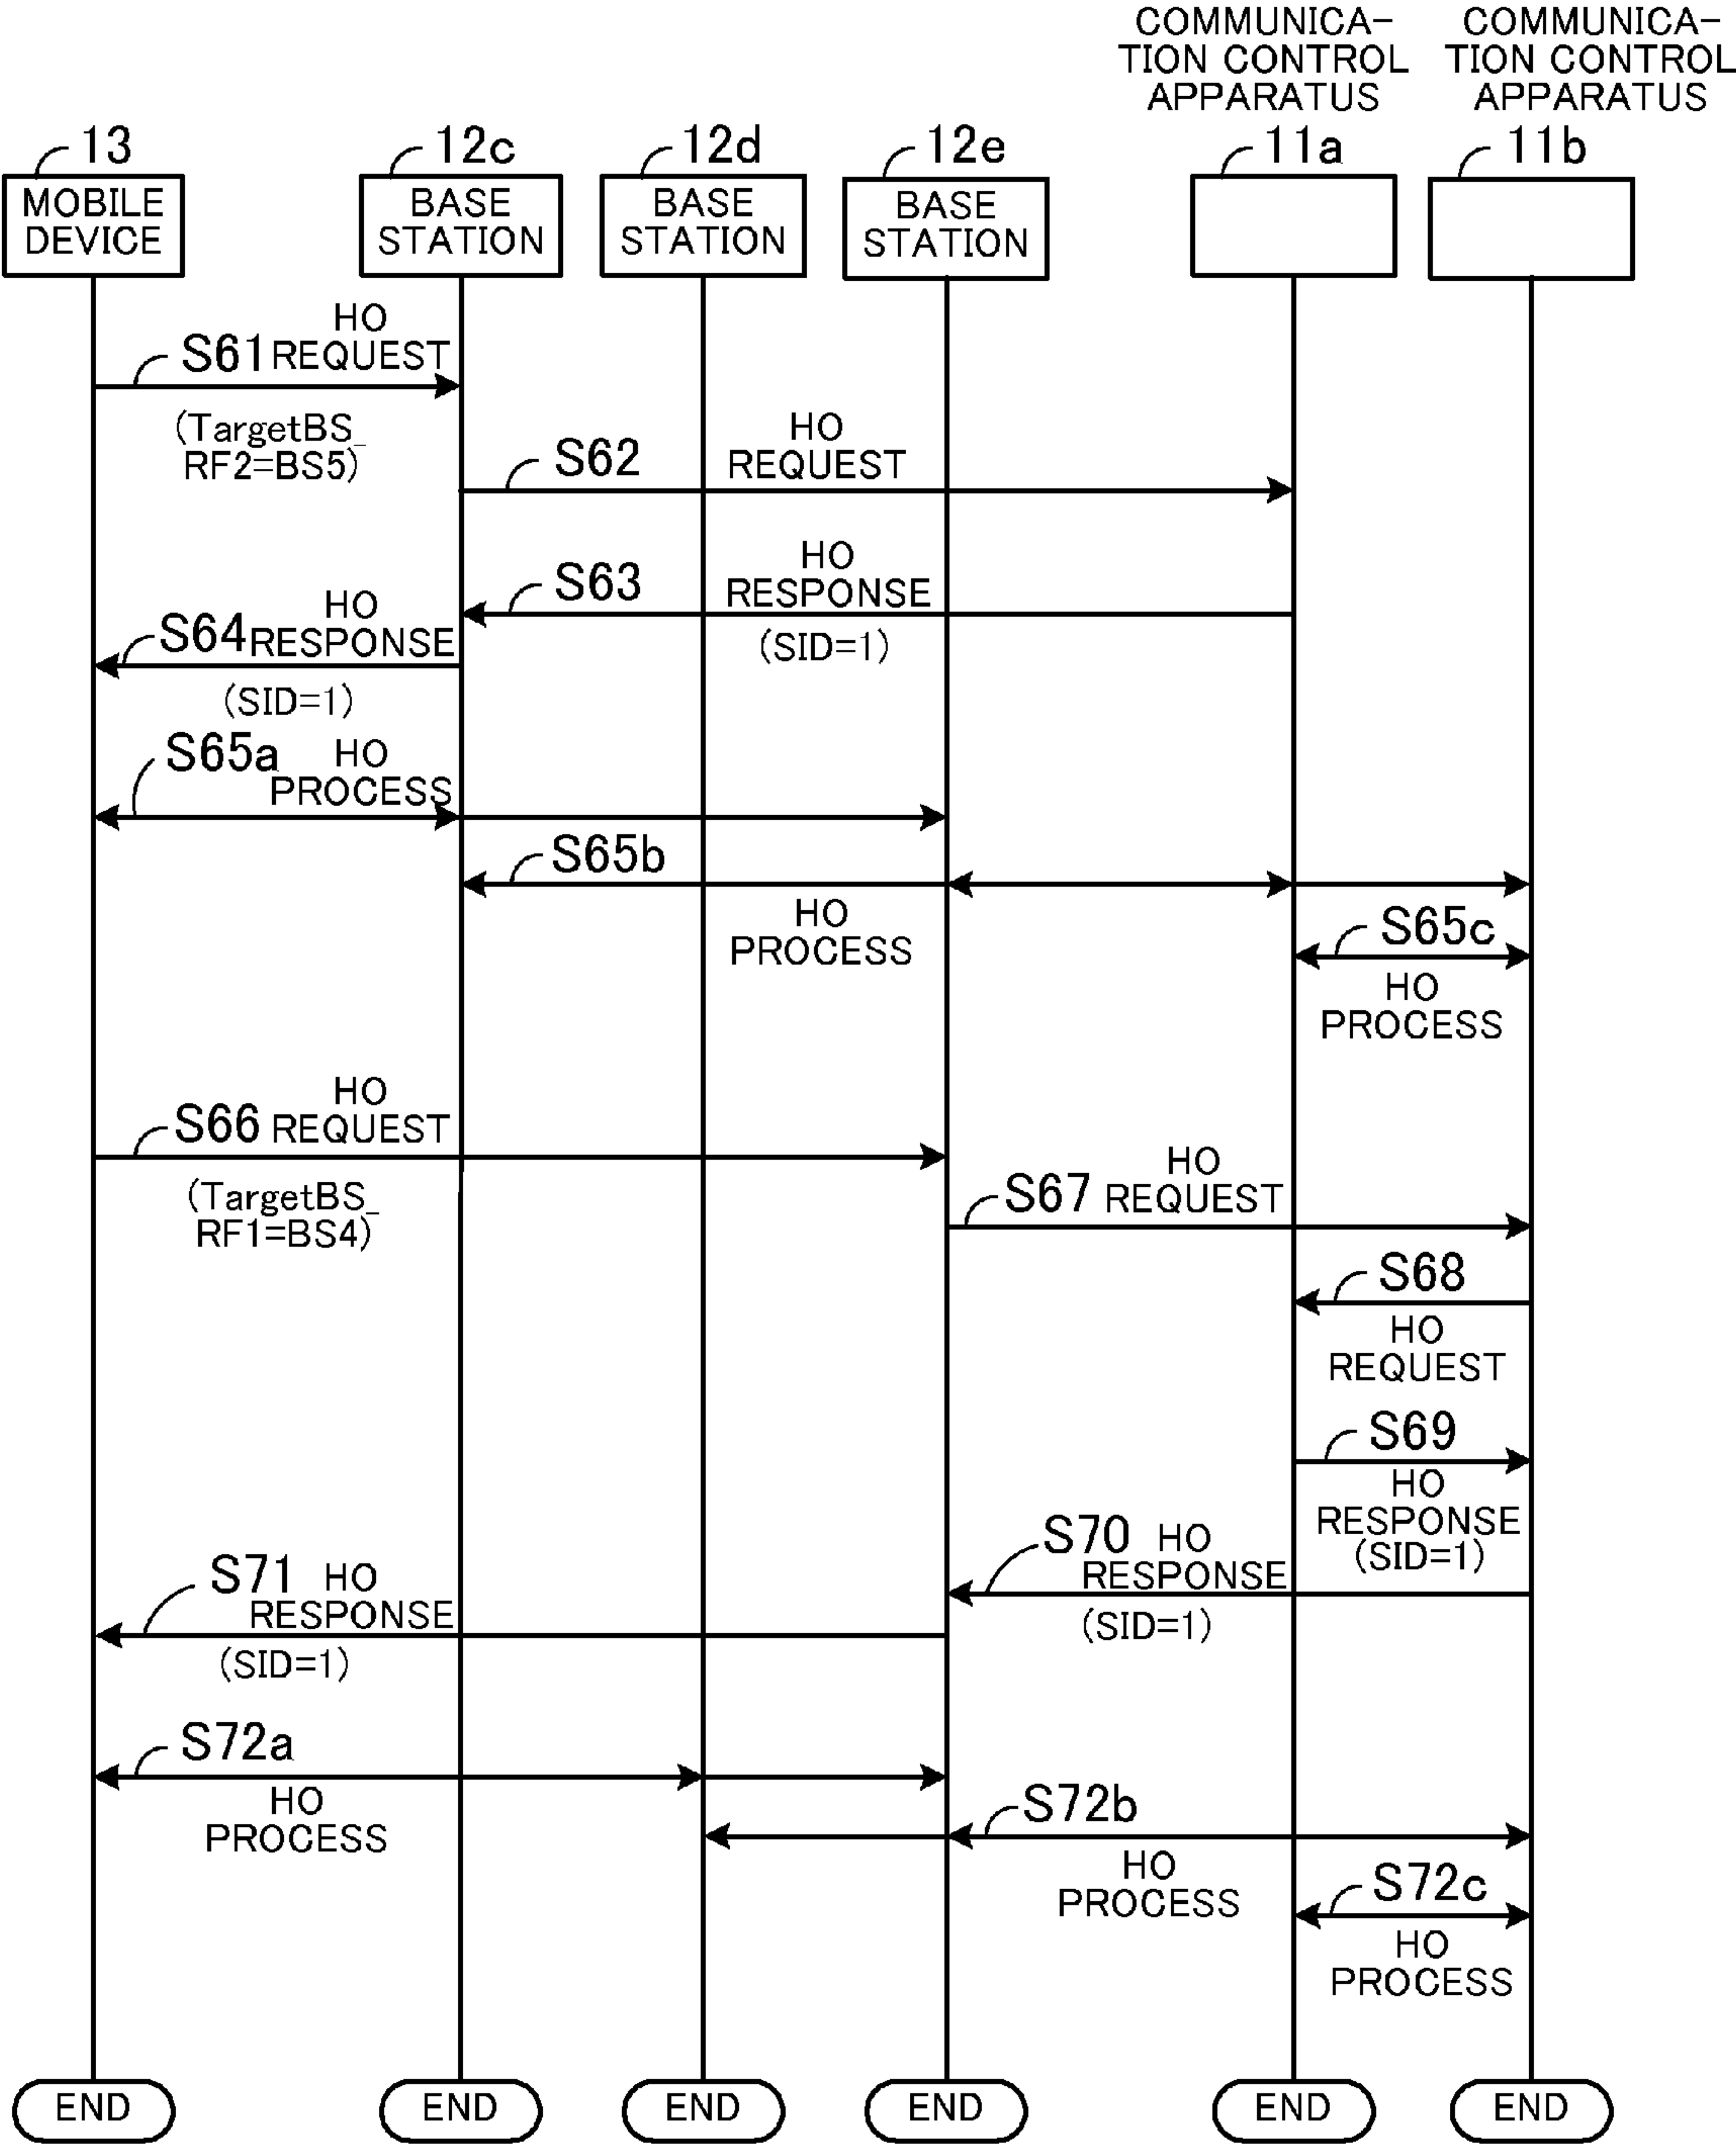 COMMUNICA-
TION CONTROL
APPARATUS
COMMUNICA-
TION CONTROL
APPARATUS
13
12c
12d
12e
11a
11b
MOBILE
DEVICE
BASE
STATION
BASE
STATION
BASE
STATION
HO
S61 REQUEST
(TargetBS_
RF2=BS5)
HO
S62 REQUEST
HO
S63 RESPONSE
(SID=1)
HO
S64 RESPONSE
(SID=1)
S65a HO
PROCESS
S65b
HO
PROCESS
S65c
HO
PROCESS
HO
S66 REQUEST
(TargetBS_
RF1=BS4)
HO
S67 REQUEST
S68
HO
REQUEST
S69
HO
RESPONSE
(SID=1)
S70 HO
RESPONSE
(SID=1)
S71 HO
RESPONSE
(SID=1)
S72a
HO
PROCESS
S72b
HO
PROCESS
S72c
HO
PROCESS
END
END
END
END
END
END